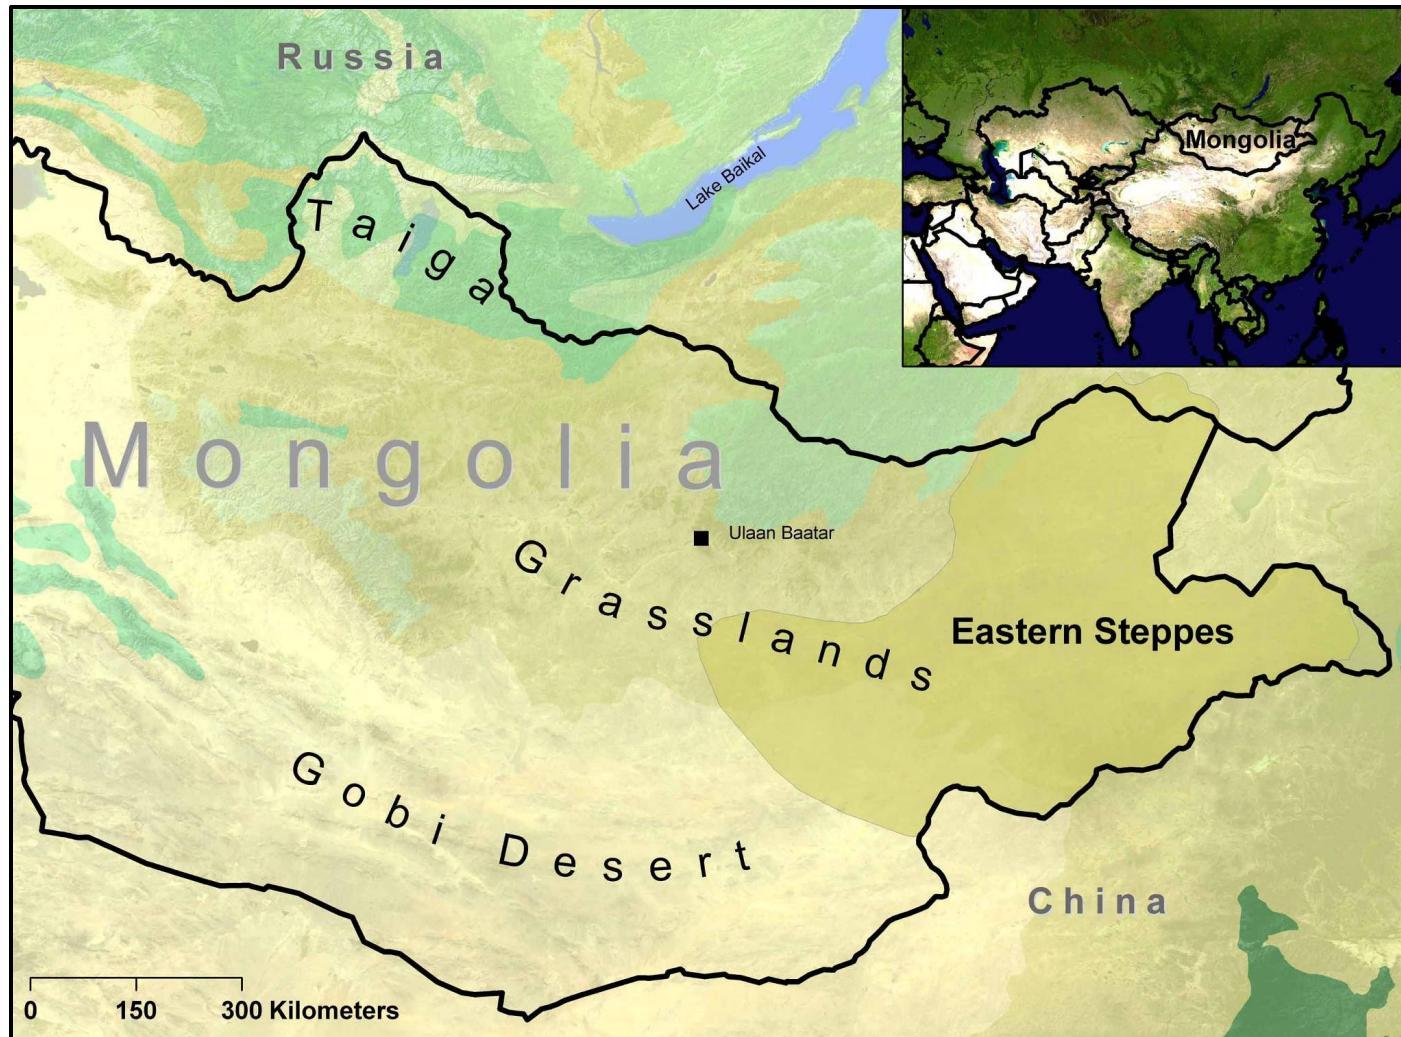 Russia
Mongolia
Lake Baikal
Taiga
Mongolia
Ulaan Baatar
Grasslands
Eastern Steppes
Gobi Desert
China
0 150 300 Kilometers